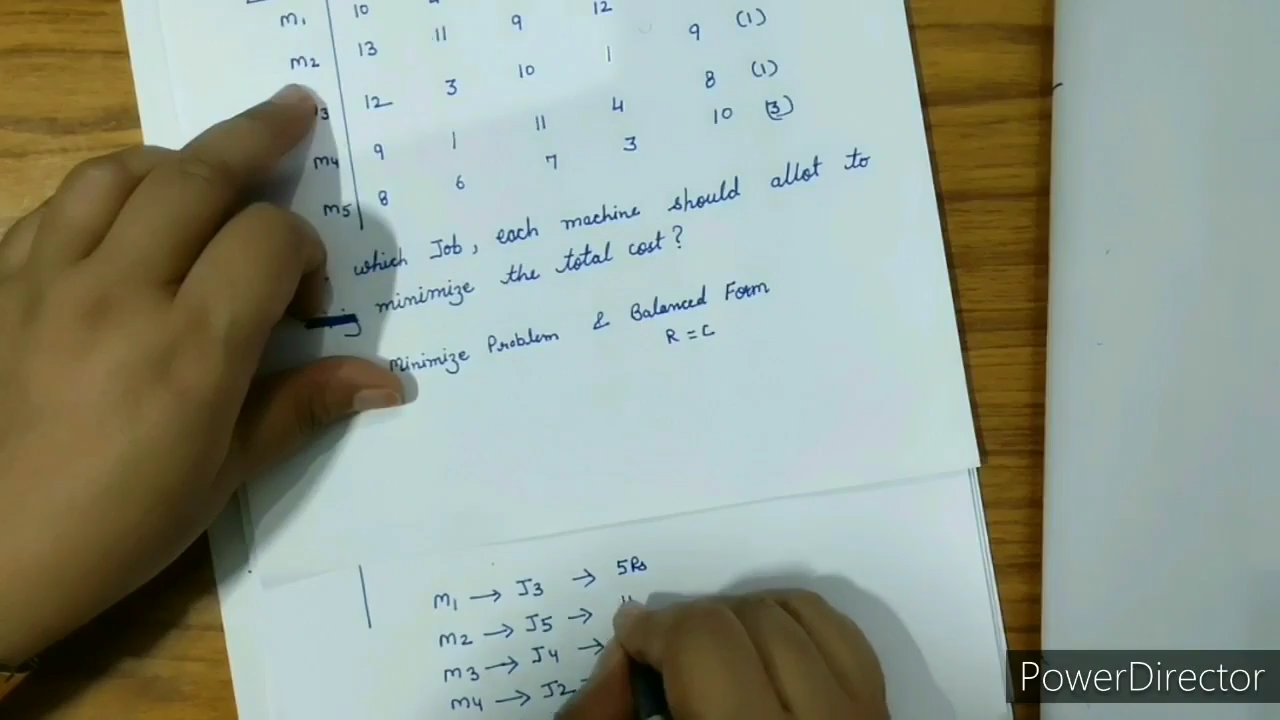 m1 10
m2 13 11 9 12
13 12 3 10 1 9 (1)
m4 9 1 11 4 8 (1)
m5 8 6 7 3 10 (3)
which Job, each machine should allot to
minimize the total cost?
Minimize Problem & Balanced Form
R = C
m1 → J3 → 5Rs
m2 → J5 →
m3 → J4 →
m4 → J2
PowerDirector